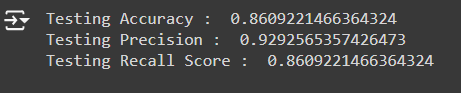 Testing Accuracy :  0.8609221466364324
Testing Precision :  0.9292565357426473
Testing Recall Score :  0.8609221466364324